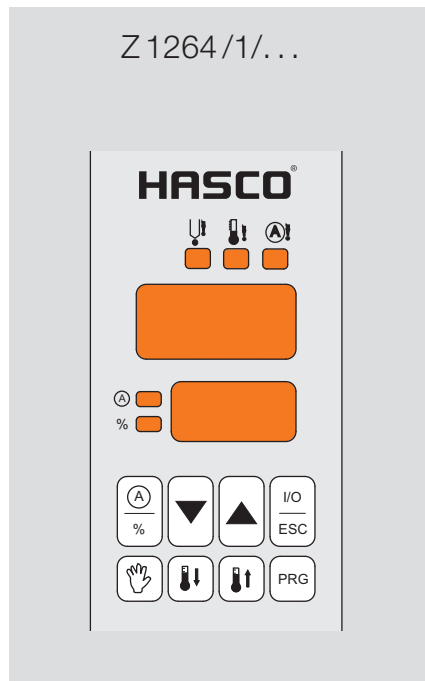 Z 1264 /1/...
HASCO®
A
A
%
A
%
I/O
ESC
PRG